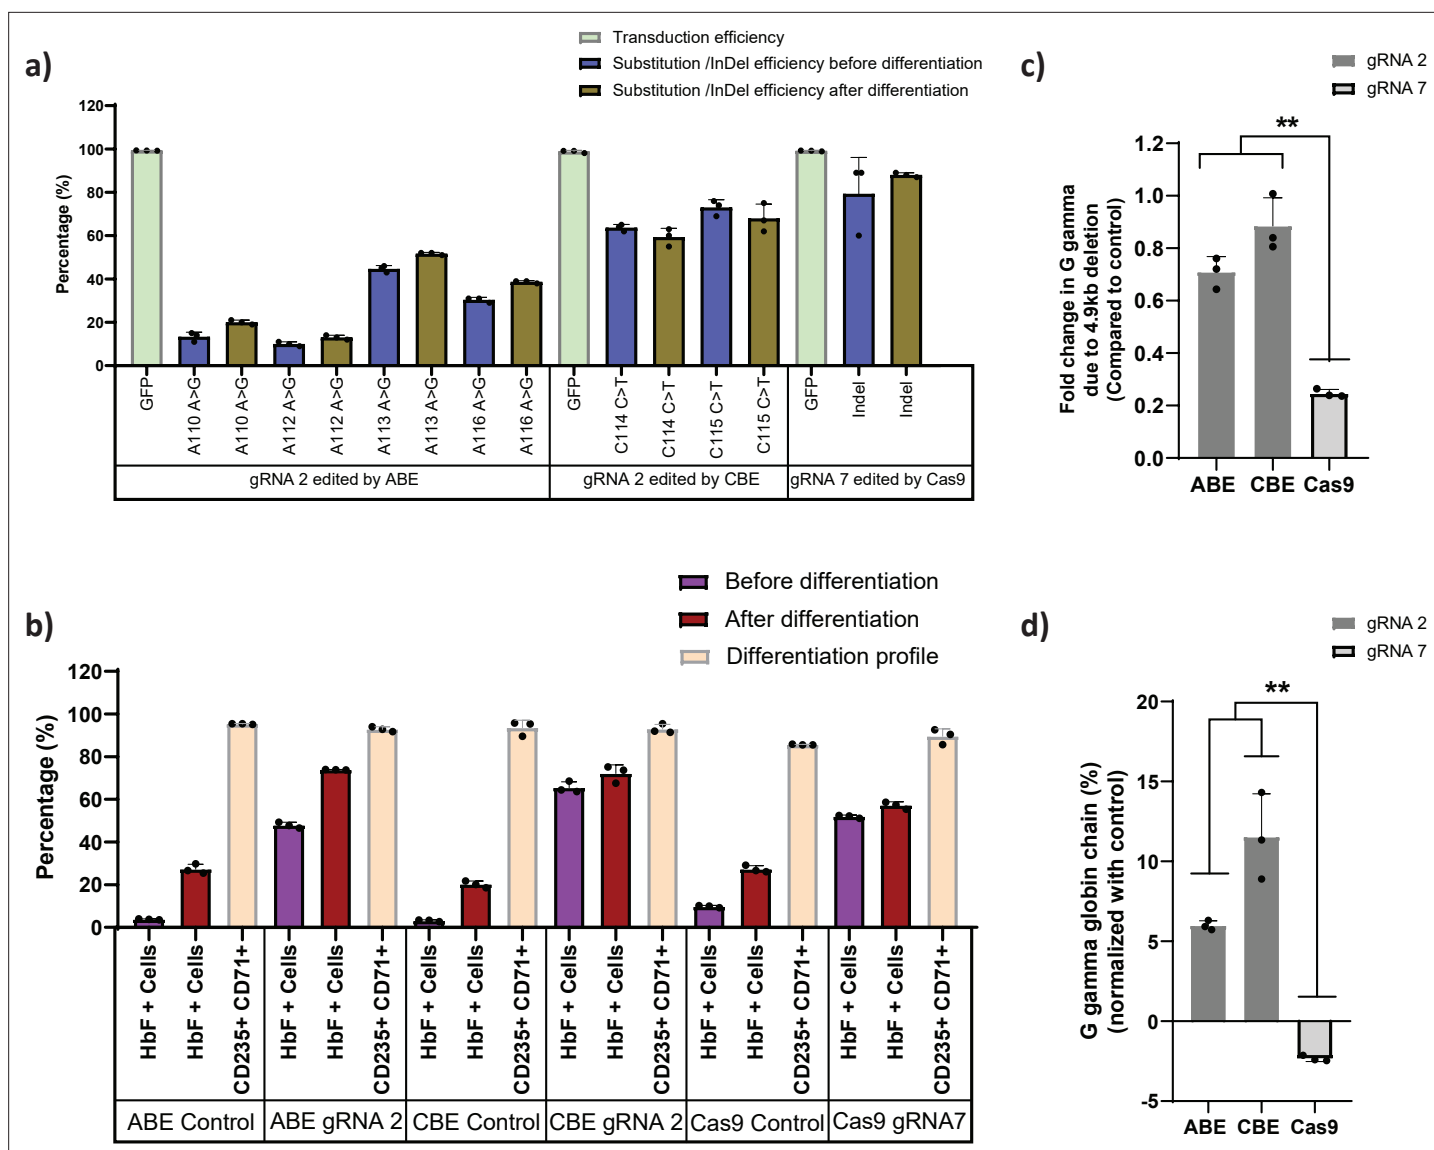 a)
Transduction efficiency
Substitution /InDel efficiency before differentiation
Substitution /InDel efficiency after differentiation
Percentage (%)
120
100
80
60
40
20
0
GFP
A110 A>G
A110 A>G
A112 A>G
A112 A>G
A113 A>G
A113 A>G
A116 A>G
A116 A>G
GFP
C114 C>T
C114 C>T
C115 C>T
C115 C>T
GFP
Indel
Indel
gRNA 2 edited by ABE
gRNA 2 edited by CBE
gRNA 7 edited by Cas9
c)
gRNA 2
gRNA 7
**
Fold change in G gamma
due to 4.9kb deletion
(Compared to control)
1.2
1.0
0.8
0.6
0.4
0.2
0.0
ABE
CBE
Cas9
b)
Before differentiation
After differentiation
Differentiation profile
Percentage (%)
120
100
80
60
40
20
0
HbF + Cells
HbF + Cells
CD235+ CD71+
HbF + Cells
HbF + Cells
CD235+ CD71+
HbF + Cells
HbF + Cells
CD235+ CD71+
HbF + Cells
HbF + Cells
CD235+ CD71+
HbF + Cells
HbF + Cells
CD235+ CD71+
HbF + Cells
HbF + Cells
CD235+ CD71+
ABE Control
ABE gRNA 2
CBE Control
CBE gRNA 2
Cas9 Control
Cas9 gRNA7
d)
gRNA 2
gRNA 7
**
G gamma globin chain (%)
(normalized with control)
20
15
10
5
0
-5
ABE
CBE
Cas9